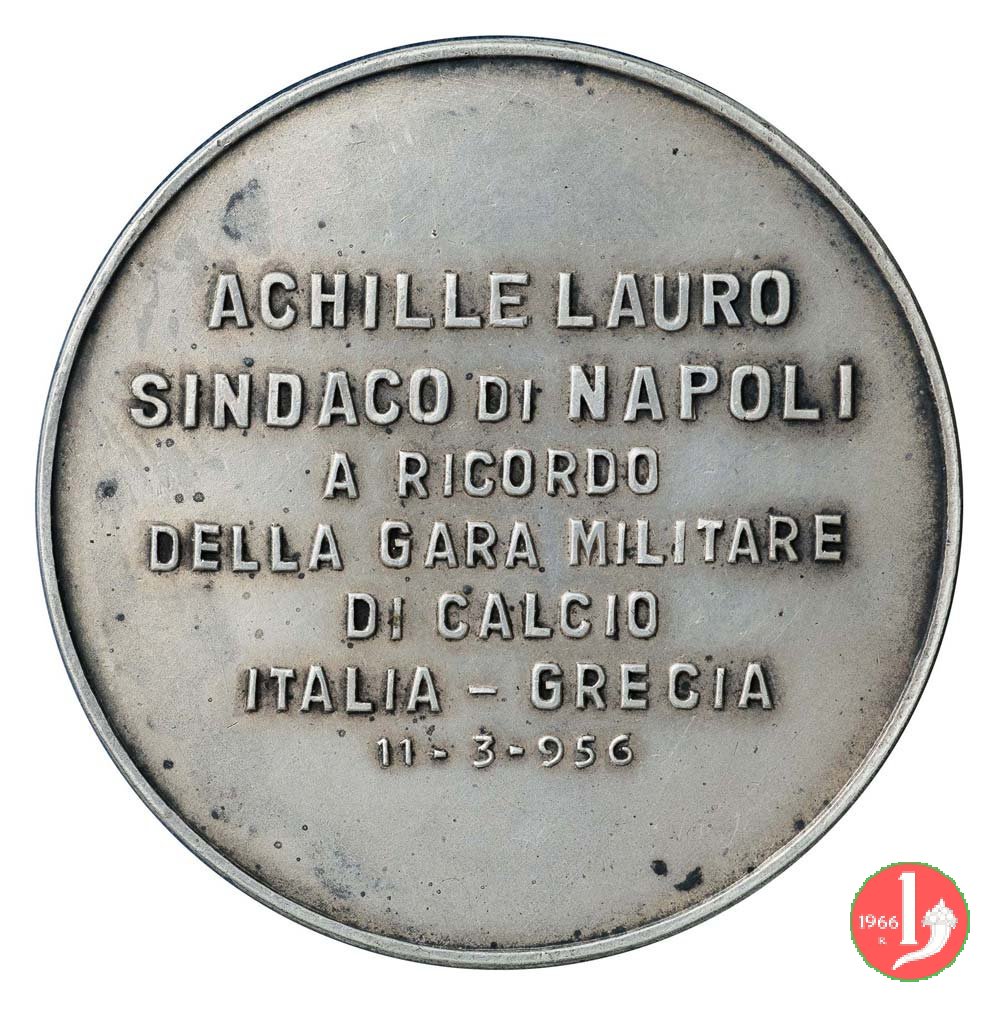 ACHILLE LAURO
SINDACO DI NAPOLI
A RICORDO
DELLA GARA MILITARE
DI CALCIO
ITALIA – GRECIA
11 - 3 - 956
1966
R.